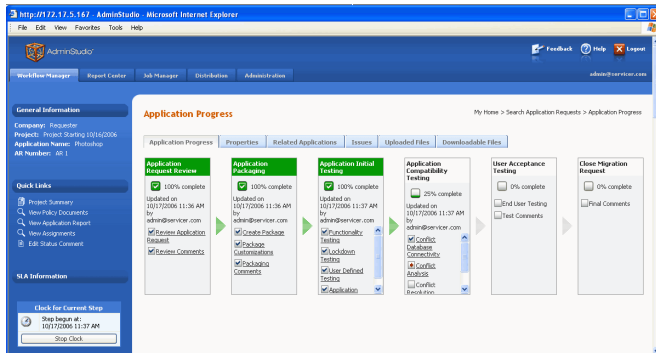 http://172.17.5.167 - AdminStudio - Microsoft Internet Explorer
File Edit View Favorites Tools Help
AdminStudio
Feedback Help Logout
Workflow Manager Report Center Job Manager Distribution Administration
admin@servicer.com
General Information
Company: Requester
Project: Project Starting 10/16/2006
Application Name: Photoshop
AR Number: AR 1
Quick Links
Project Summary
View Policy Documents
View Application Report
View Assignments
Edit Status Comment
SLA Information
Clock for Current Step
Step begun at:
10/17/2006 11:37 AM
Stop Clock
Application Progress
My Home > Search Application Requests > Application Progress
Application Progress Properties Related Applications Issues Uploaded Files Downloadable Files
Application
Request Review
100% complete
Updated on
10/17/2006 11:36 AM
by
admin@servicer.com
Review Application
Request
Review Comments
Application
Packaging
100% complete
Updated on
10/17/2006 11:36 AM
by
admin@servicer.com
Create Package
Package
Customizations
Packaging
Comments
Application Initial
Testing
100% complete
Updated on
10/17/2006 11:37 AM
by
admin@servicer.com
Functionality
Testing
Lockdown
Testing
User Defined
Testing
Application
Application
Compatibility
Testing
25% complete
Updated on
10/17/2006 11:37 AM
by
admin@servicer.com
Conflict
Database
Connectivity
Conflict
Analysis
Conflict
Resolution
User Acceptance
Testing
0% complete
End User Testing
Test Comments
Close Migration
Request
0% complete
Final Comments